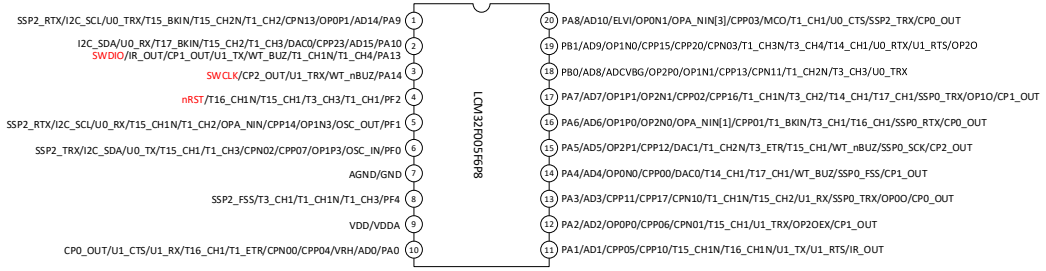 SSP2_RTX/I2C_SCL/U0_RTX/T15_BKIN/T15_CH2N/T1_CH2/CPN13/OP0P1/AD14/PA9 1
I2C_SDA/U0_RX/T17_BKIN/T15_CH2/T1_CH3/DAC0/CPP23/AD15/PA10 2
SWDIO/IR_OUT/CP1_OUT/U1_TX/WT_BUZ/T1_CH1N/T1_CH4/PA13
SWCLK/CP2_OUT/U1_TRX/WT_nBUZ/PA14 3
nRST/T16_CH1N/T15_CH1/T3_CH3/T1_CH1/PF2 4
SSP2_RTX/I2C_SCL/U0_RX/T15_CH1N/T1_CH2/OPA_NIN/CPP14/OP1N3/OSC_OUT/PF1 5
SSP2_TRX/I2C_SDA/U0_TX/T15_CH1/T1_CH3/CPN02/CPP07/OP1P3/OSC_IN/PF0 6
AGND/GND 7
SSP2_FSS/T3_CH1/T1_CH1N/T1_CH3/PF4 8
VDD/VDDA 9
CP0_OUT/U1_CTS/U1_RX/T16_CH1/T1_ETR/CPN00/CPP04/VRH/AD0/PA0 10
LCM32F005F6P8
20 PA8/AD10/ELVI/OP0N1/OPA_NIN[3]/CPP03/MCO/T1_CH1/U0_CTS/SSP2_TRX/CP0_OUT
19 PB1/AD9/OP1N0/CPP15/CPP20/CPN03/T1_CH3N/T3_CH4/T14_CH1/U0_RTX/U1_RTS/OP2O
18 PB0/AD8/ADCVBG/OP2P0/OP1N1/CPP13/CPN11/T1_CH2N/T3_CH3/U0_TRX
17 PA7/AD7/OP1P1/OP2N1/CPP02/CPP16/T1_CH1N/T3_CH2/T14_CH1/T17_CH1/SSP0_TRX/OP1O/CP1_OUT
16 PA6/AD6/OP1P0/OP2N0/OPA_NIN[1]/CPP01/T1_BKIN/T3_CH1/T16_CH1/SSP0_RTX/CP0_OUT
15 PA5/AD5/OP2P1/CPP12/DAC1/T1_CH2N/T3_ETR/T15_CH1/WT_nBUZ/SSP0_SCK/CP2_OUT
14 PA4/AD4/OP0N0/CPP00/DAC0/T14_CH1/T17_CH1/WT_BUZ/SSP0_FSS/CP1_OUT
13 PA3/AD3/CPP11/CPP17/CPN10/T1_CH1N/T15_CH2/U1_RX/SSP0_TRX/OP0O/CP0_OUT
12 PA2/AD2/OP0P0/CPP06/CPN01/T15_CH1/U1_TRX/OP2OEX/CP1_OUT
11 PA1/AD1/CPP05/CPP10/T15_CH1N/T16_CH1N/U1_TX/U1_RTS/IR_OUT